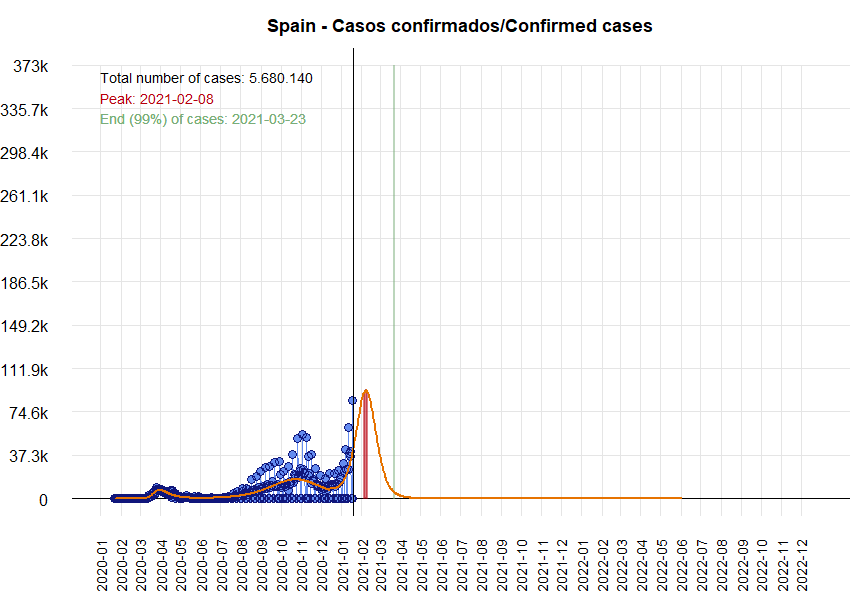 Spain - Casos confirmados/Confirmed cases
373k
Total number of cases: 5.680.140
Peak: 2021-02-08
335.7k
End (99%) of cases: 2021-03-23
298.4k
261.1k
223.8k
186.5k
149.2k
111.9k
74.6k
37.3k
0
2020-01
2020-02
2020-03
2020-04
2020-05
2020-06
2020-07
2020-08
2020-09
2020-10
2020-11
2020-12
2021-01
2021-02
2021-03
2021-04
2021-05
2021-06
2021-07
2021-08
2021-09
2021-10
2021-11
2021-12
2022-01
2022-02
2022-03
2022-04
2022-05
2022-06
2022-07
2022-08
2022-09
2022-10
2022-11
2022-12